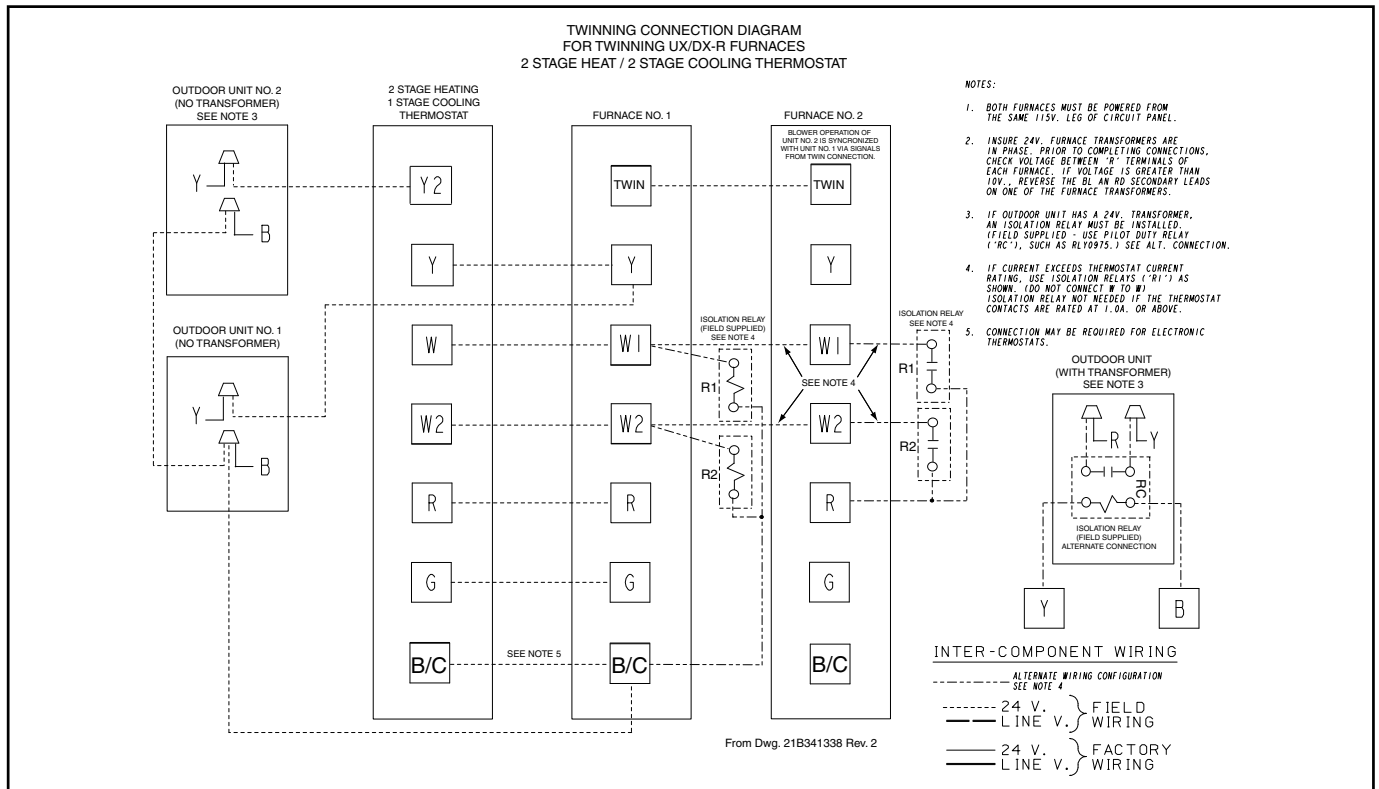 TWINNING CONNECTION DIAGRAM
FOR TWINNING UX/DX-R FURNACES
2 STAGE HEAT / 2 STAGE COOLING THERMOSTAT
OUTDOOR UNIT NO. 2
(NO TRANSFORMER)
SEE NOTE 3
Y
B
OUTDOOR UNIT NO. 1
(NO TRANSFORMER)
Y
B
2 STAGE HEATING
1 STAGE COOLING
THERMOSTAT
Y2
Y
W
W2
R
G
B/C
SEE NOTE 5
FURNACE NO. 1
TWIN
Y
W1
W2
R
G
B/C
ISOLATION RELAY
(FIELD SUPPLIED)
SEE NOTE 4
R1
R2
FURNACE NO. 2
BLOWER OPERATION OF
UNIT NO. 2 IS SYNCRONIZED
WITH UNIT NO. 1 VIA SIGNALS
FROM TWIN CONNECTION.
TWIN
Y
W1
SEE NOTE 4
W2
R
G
B/C
ISOLATION RELAY
SEE NOTE 4
R1
R2
NOTES:
1. BOTH FURNACES MUST BE POWERED FROM
THE SAME 115V. LEG OF CIRCUIT PANEL.
2. INSURE 24V. FURNACE TRANSFORMERS ARE
IN PHASE. PRIOR TO COMPLETING CONNECTIONS,
CHECK VOLTAGE BETWEEN 'R' TERMINALS OF
EACH FURNACE. IF VOLTAGE IS GREATER THAN
10V., REVERSE THE BL AN RD SECONDARY LEADS
ON ONE OF THE FURNACE TRANSFORMERS.
3. IF OUTDOOR UNIT HAS A 24V. TRANSFORMER,
AN ISOLATION RELAY MUST BE INSTALLED.
(FIELD SUPPLIED - USE PILOT DUTY RELAY
('RC'), SUCH AS RLY0975.) SEE ALT. CONNECTION.
4. IF CURRENT EXCEEDS THERMOSTAT CURRENT
RATING, USE ISOLATION RELAYS ('R1') AS
SHOWN. (DO NOT CONNECT W TO W)
ISOLATION RELAY NOT NEEDED IF THE THERMOSTAT
CONTACTS ARE RATED AT 1.0A. OR ABOVE.
5. CONNECTION MAY BE REQUIRED FOR ELECTRONIC
THERMOSTATS.
OUTDOOR UNIT
(WITH TRANSFORMER)
SEE NOTE 3
R
Y
RC
ISOLATION RELAY
(FIELD SUPPLIED)
ALTERNATE CONNECTION
Y
B
INTER-COMPONENT WIRING
ALTERNATE WIRING CONFIGURATION
SEE NOTE 4
24 V.
LINE V.
FIELD
WIRING
24 V.
LINE V.
FACTORY
WIRING
From Dwg. 21B341338 Rev. 2